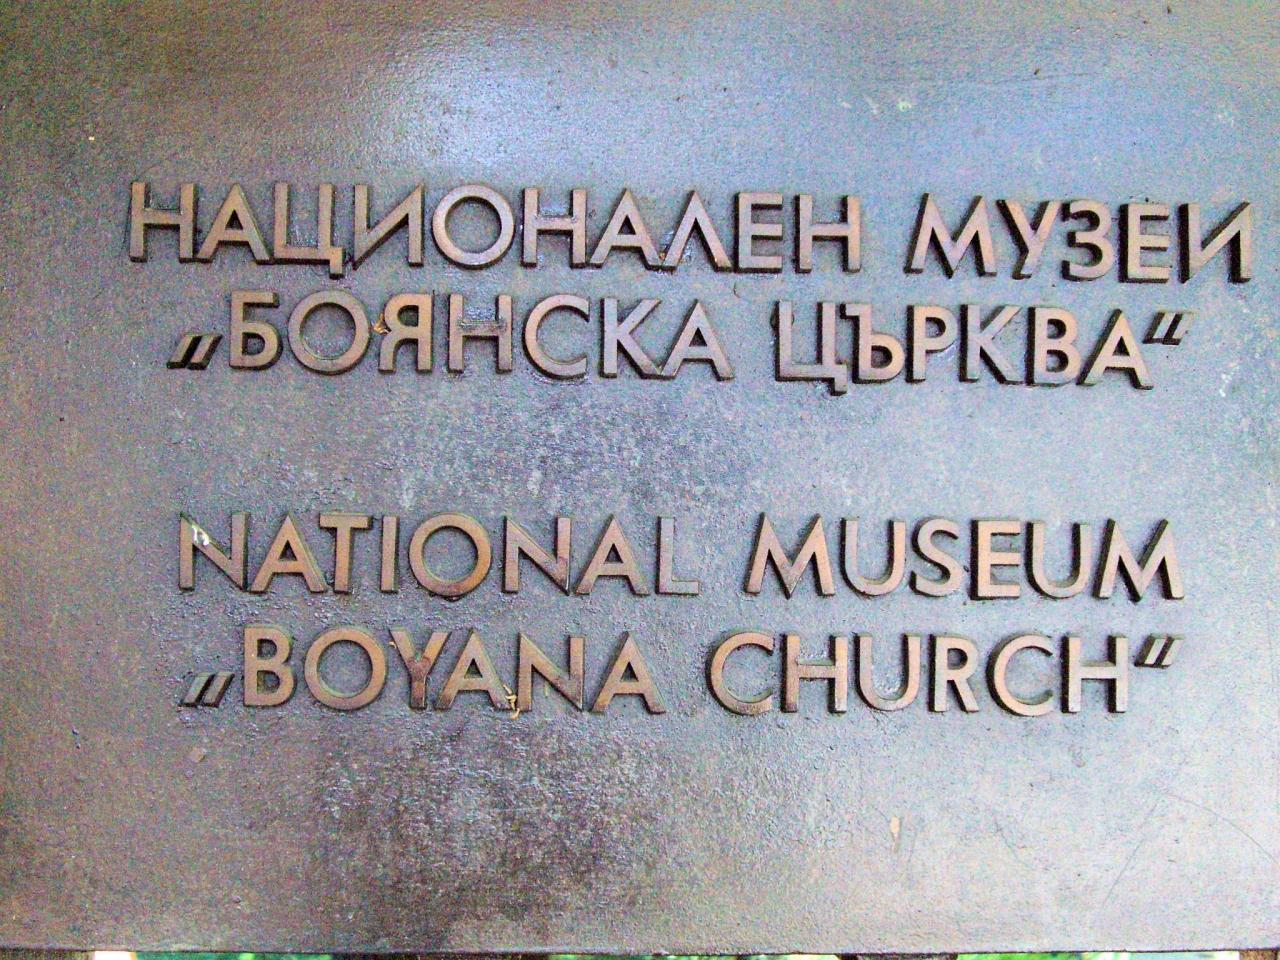 НАЦИОНАЛЕН МУЗЕИ
„БОЯНСКА ЦЪРКВА“
NATIONAL MUSEUM
„BOYANA CHURCH“